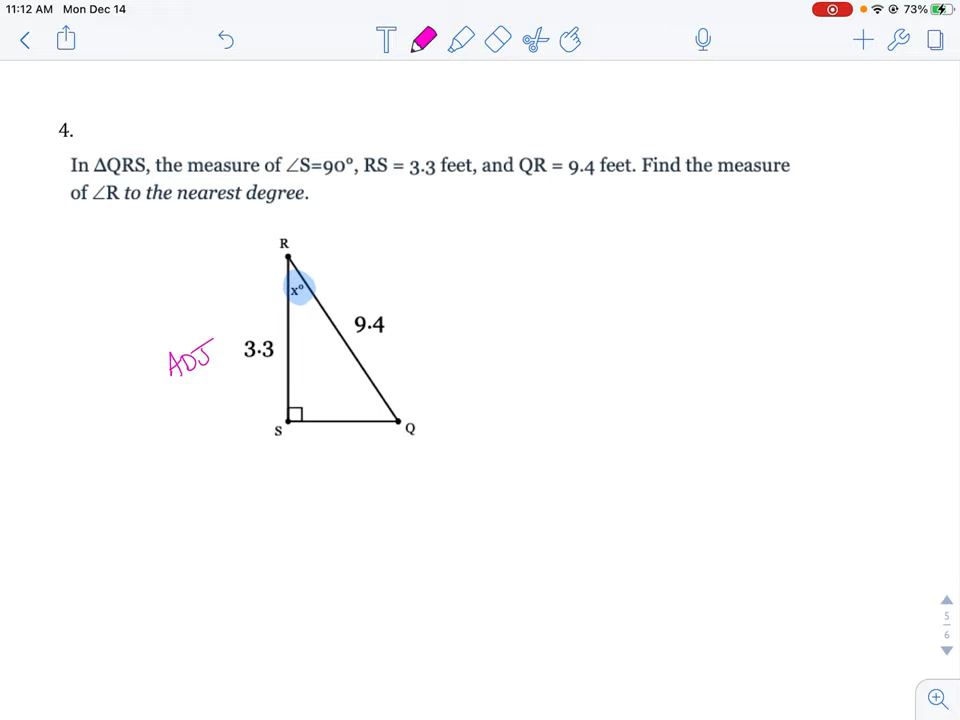 11:12 AM Mon Dec 14
73%
T
4.
In ΔQRS, the measure of ∠S=90°, RS = 3.3 feet, and QR = 9.4 feet. Find the measure
of ∠R to the nearest degree.
R
x°
9.4
ADJ 3.3
S
Q
5
6